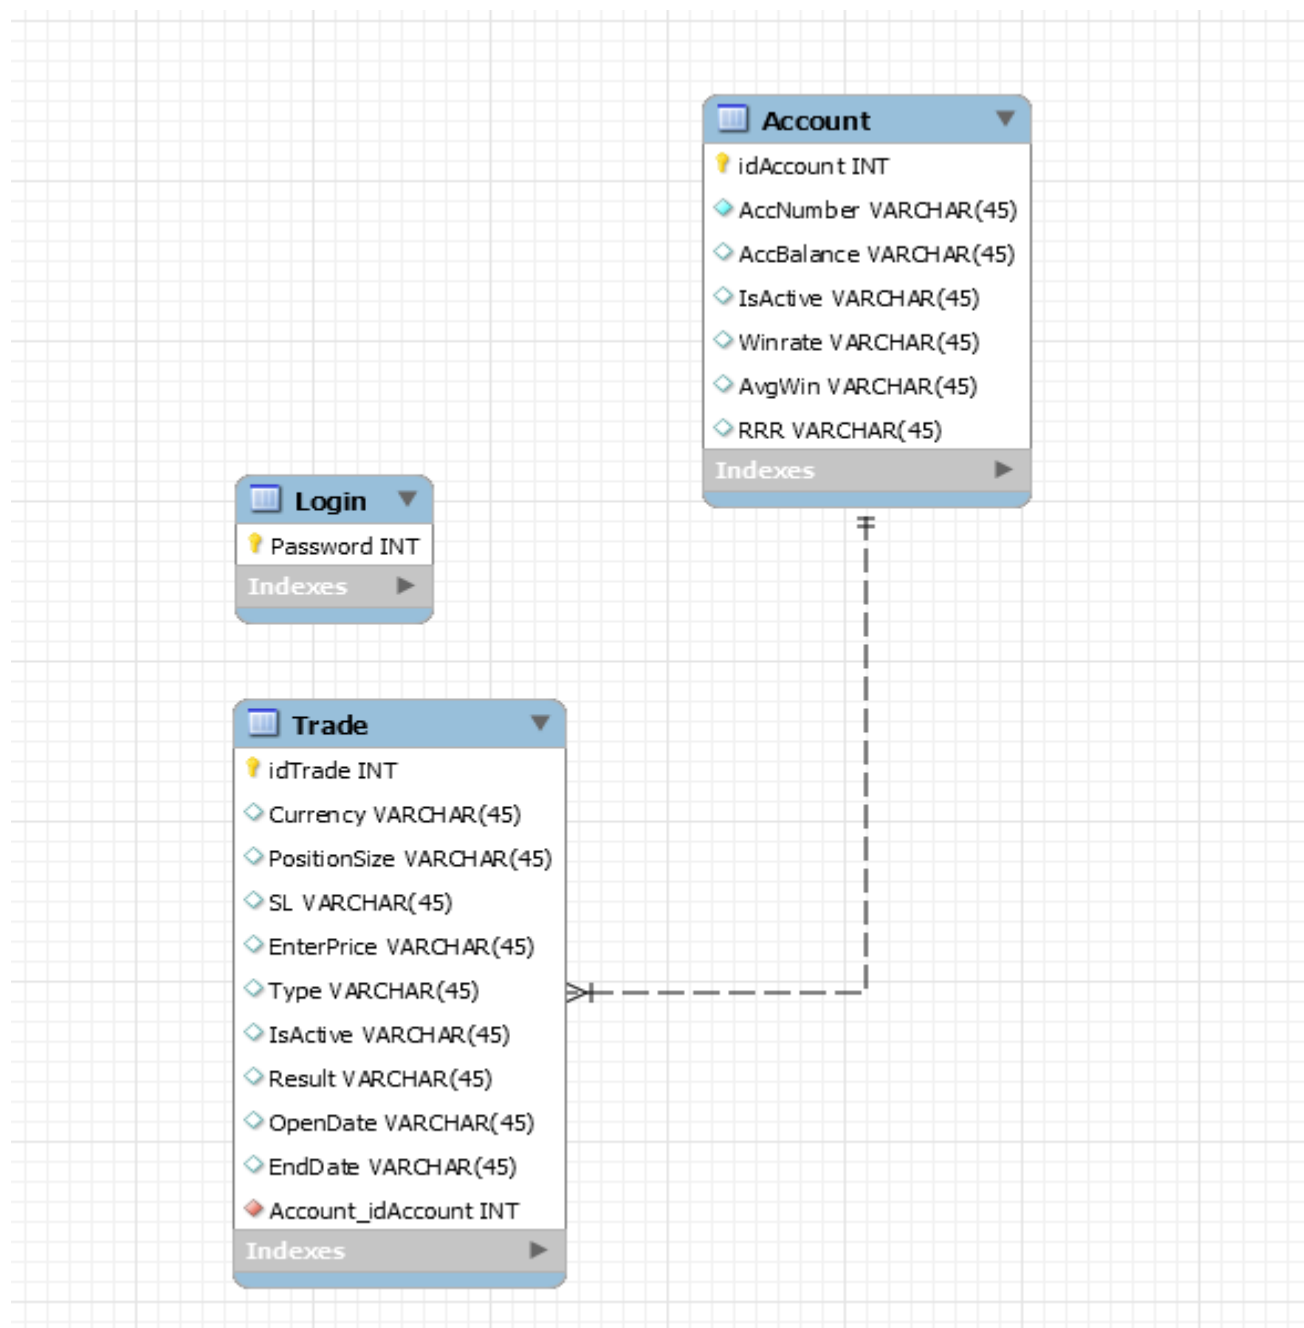 Account
idAccount INT
AccNumber VARCHAR(45)
AccBalance VARCHAR(45)
IsActive VARCHAR(45)
Winrate VARCHAR(45)
AvgWin VARCHAR(45)
RRR VARCHAR(45)
Indexes
Login
Password INT
Indexes
Trade
idTrade INT
Currency VARCHAR(45)
PositionSize VARCHAR(45)
SL VARCHAR(45)
EnterPrice VARCHAR(45)
Type VARCHAR(45)
IsActive VARCHAR(45)
Result VARCHAR(45)
OpenDate VARCHAR(45)
EndDate VARCHAR(45)
Account_idAccount INT
Indexes